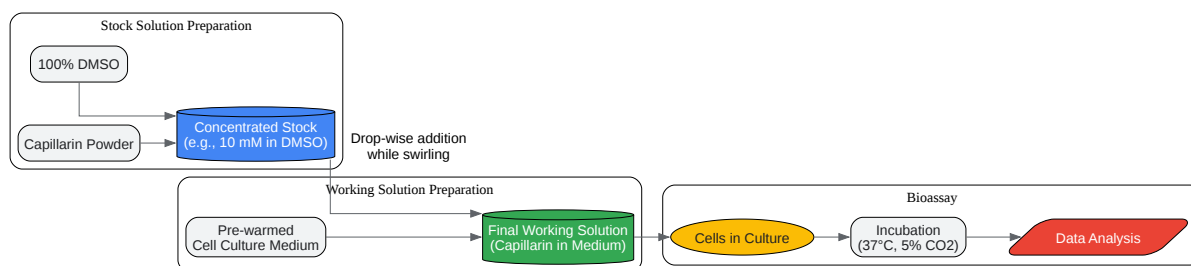 Stock Solution Preparation
100% DMSO
Capillarin Powder
Concentrated Stock
(e.g., 10 mM in DMSO)
Drop-wise addition
while swirling
Working Solution Preparation
Pre-warmed
Cell Culture Medium
Final Working Solution
(Capillarin in Medium)
Bioassay
Cells in Culture
Incubation
(37°C, 5% CO2)
Data Analysis